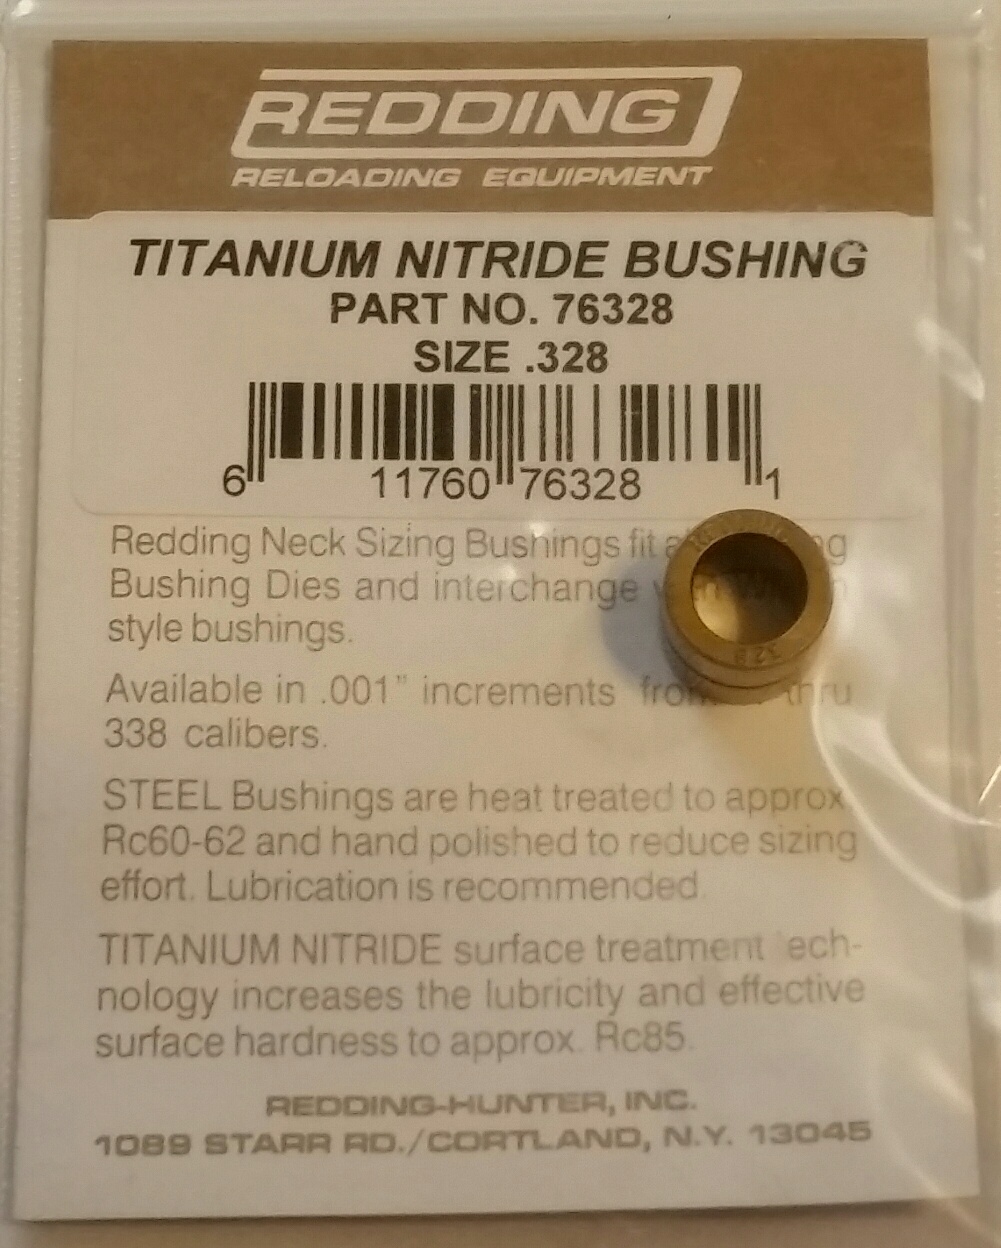 REDDING
RELOADING EQUIPMENT
TITANIUM NITRIDE BUSHING
PART NO. 76328
SIZE .328
6 11760 76328 1
Redding Neck Sizing Bushings fit
Bushing Dies and interchange
style bushings.
Available in .001” increments thru
338 calibers.
STEEL Bushings are heat treated to approx
Rc60-62 and hand polished to reduce sizing
effort. Lubrication is recommended.
TITANIUM NITRIDE surface treatment ech-
nology increases the lubricity and effective
surface hardness to approx. Rc85.
REDDING-HUNTER, INC.
1089 STARR RD./CORTLAND, N.Y. 13045
328